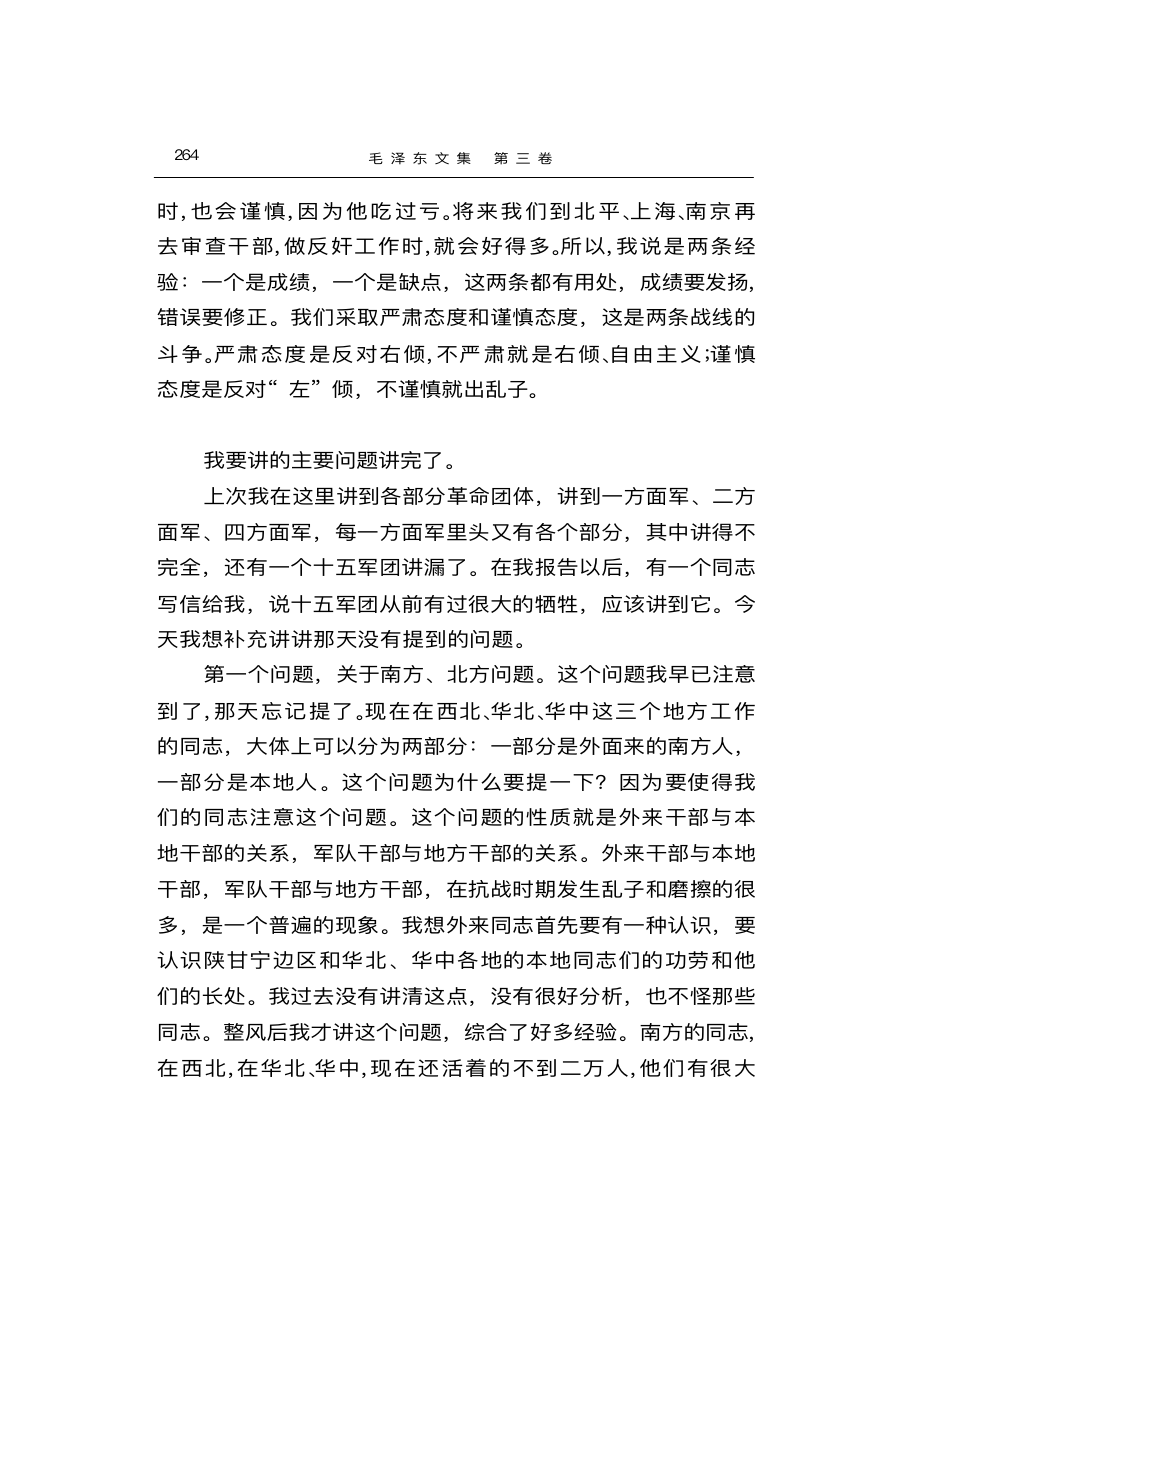 264
毛泽东文集 第三卷
时,也会谨慎,因为他吃过亏。将来我们到北平、上海、南京再
去审查干部,做反奸工作时,就会好得多。所以,我说是两条经
验：一个是成绩，一个是缺点，这两条都有用处，成绩要发扬,
错误要修正。我们采取严肃态度和谨慎态度，这是两条战线的
斗争。严肃态度是反对右倾,不严肃就是右倾、自由主义;谨慎
态度是反对“左”倾，不谨慎就出乱子。
我要讲的主要问题讲完了。
上次我在这里讲到各部分革命团体，讲到一方面军、二方
面军、四方面军，每一方面军里头又有各个部分，其中讲得不
完全，还有一个十五军团讲漏了。在我报告以后，有一个同志
写信给我，说十五军团从前有过很大的牺牲，应该讲到它。今
天我想补充讲讲那天没有提到的问题。
第一个问题，关于南方、北方问题。这个问题我早已注意
到了,那天忘记提了。现在在西北、华北、华中这三个地方工作
的同志，大体上可以分为两部分：一部分是外面来的南方人，
一部分是本地人。这个问题为什么要提一下？因为要使得我
们的同志注意这个问题。这个问题的性质就是外来干部与本
地干部的关系，军队干部与地方干部的关系。外来干部与本地
干部，军队干部与地方干部，在抗战时期发生乱子和磨擦的很
多，是一个普遍的现象。我想外来同志首先要有一种认识，要
认识陕甘宁边区和华北、华中各地的本地同志们的功劳和他
们的长处。我过去没有讲清这点，没有很好分析，也不怪那些
同志。整风后我才讲这个问题，综合了好多经验。南方的同志,
在西北,在华北、华中,现在还活着的不到二万人,他们有很大